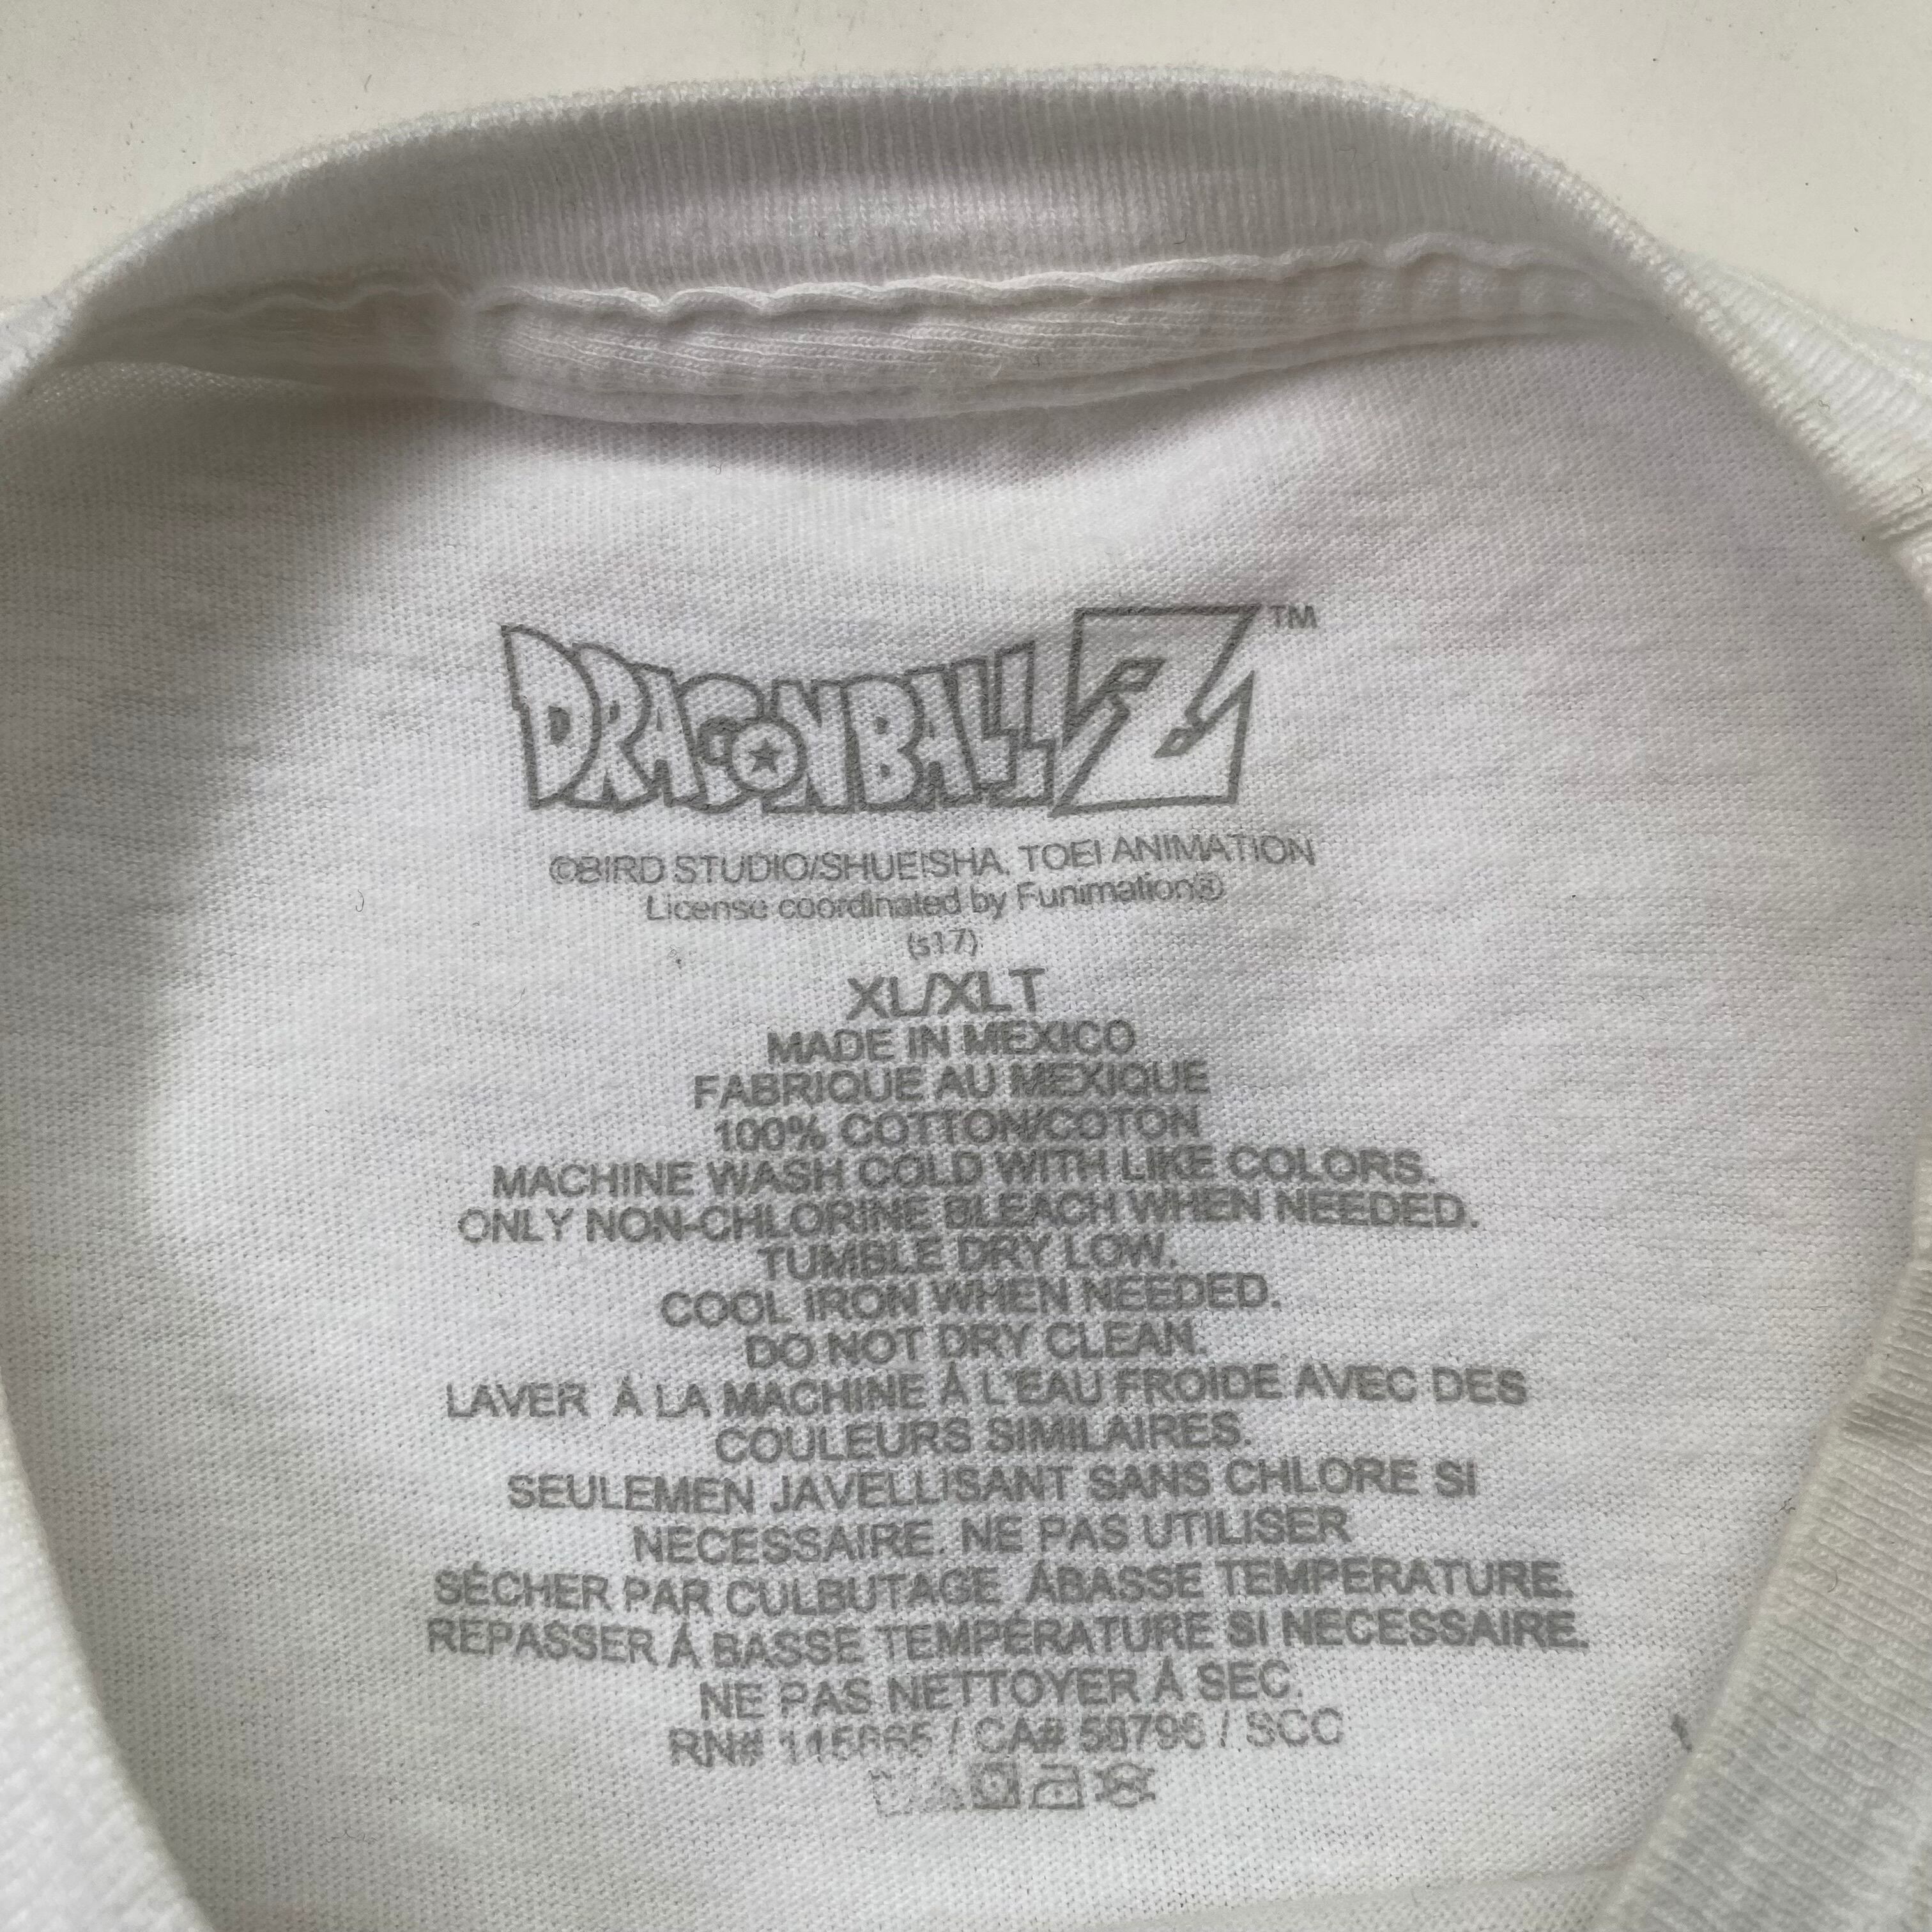 DRAGONBALL Z™
©BIRD STUDIO/SHUEISHA, TOEI ANIMATION
License coordinated by Funimation®
(s17)
XL/XLT
MADE IN MEXICO
FABRIQUE AU MEXIQUE
100% COTTON/COTON
MACHINE WASH COLD WITH LIKE COLORS.
ONLY NON-CHLORINE BLEACH WHEN NEEDED.
TUMBLE DRY LOW.
COOL IRON WHEN NEEDED.
DO NOT DRY CLEAN.
LAVER À LA MACHINE À L'EAU FROIDE AVEC DES
COULEURS SIMILAIRES.
SEULEMEN JAVELLISANT SANS CHLORE SI
NECESSAIRE. NE PAS UTILISER
SÉCHER PAR CULBUTAGE ÀBASSE TEMPERATURE.
REPASSER À BASSE TEMPÉRATURE SI NECESSAIRE.
NE PAS NETTOYER À SEC.
RN# / CA# 58796 / SCC